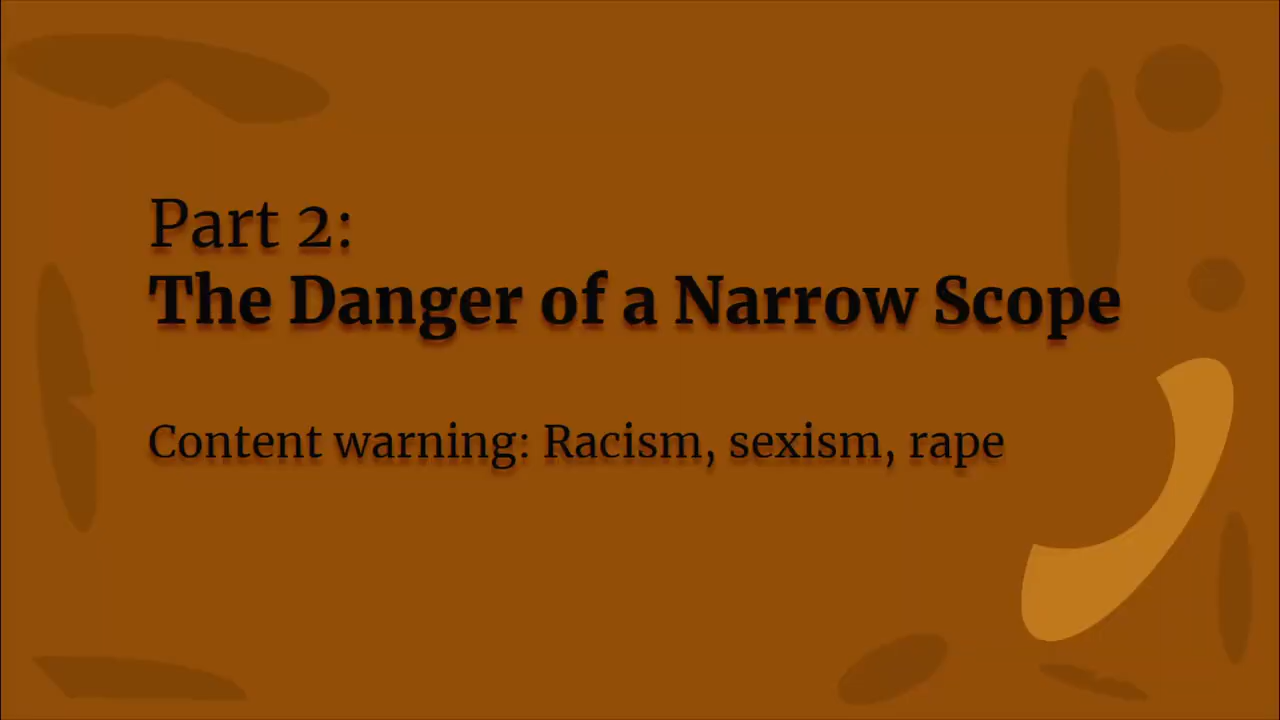 Part 2:
The Danger of a Narrow Scope
Content warning: Racism, sexism, rape